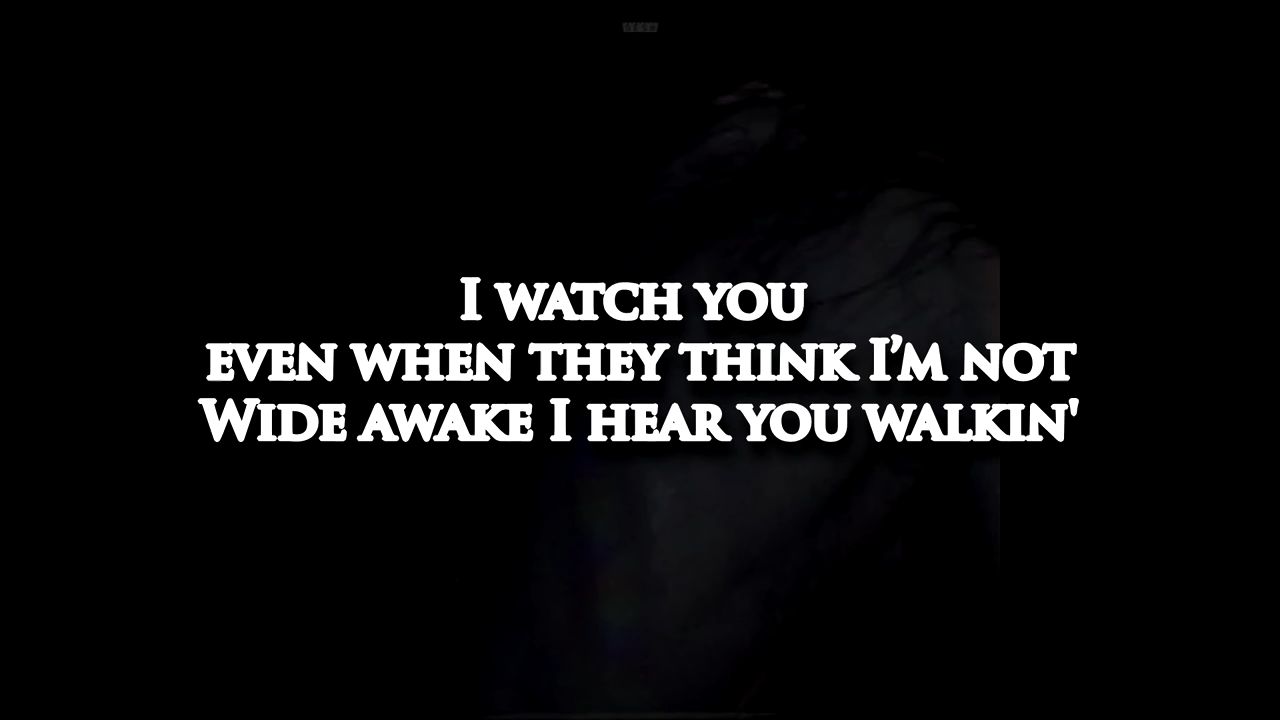 I watch you
even when they think I’m not
Wide awake I hear you walkin'